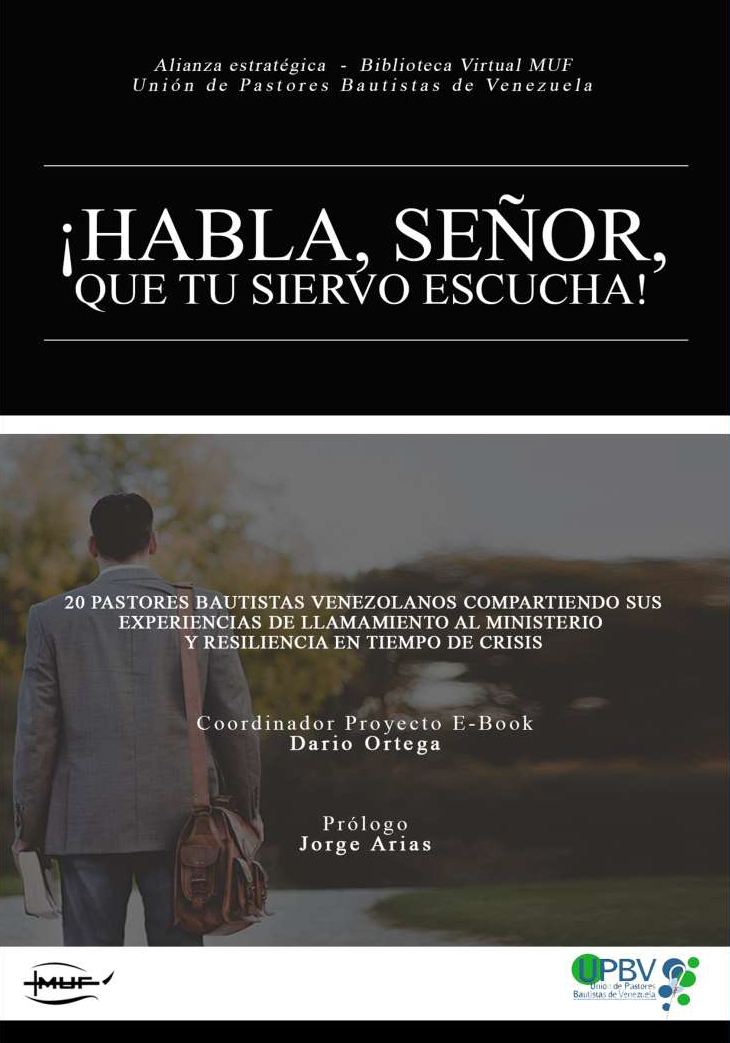 Alianza estratégica - Biblioteca Virtual MUF
Unión de Pastores Bautistas de Venezuela
¡HABLA, SEÑOR,
QUE TU SIERVO ESCUCHA!
20 PASTORES BAUTISTAS VENEZOLANOS COMPARTIENDO SUS
EXPERIENCIAS DE LLAMAMIENTO AL MINISTERIO
Y RESILIENCIA EN TIEMPO DE CRISIS
Coordinador Proyecto E-Book
Dario Ortega
Prólogo
Jorge Arias
MUF
UPBV
Unión de Pastores
Bautistas de Venezuela